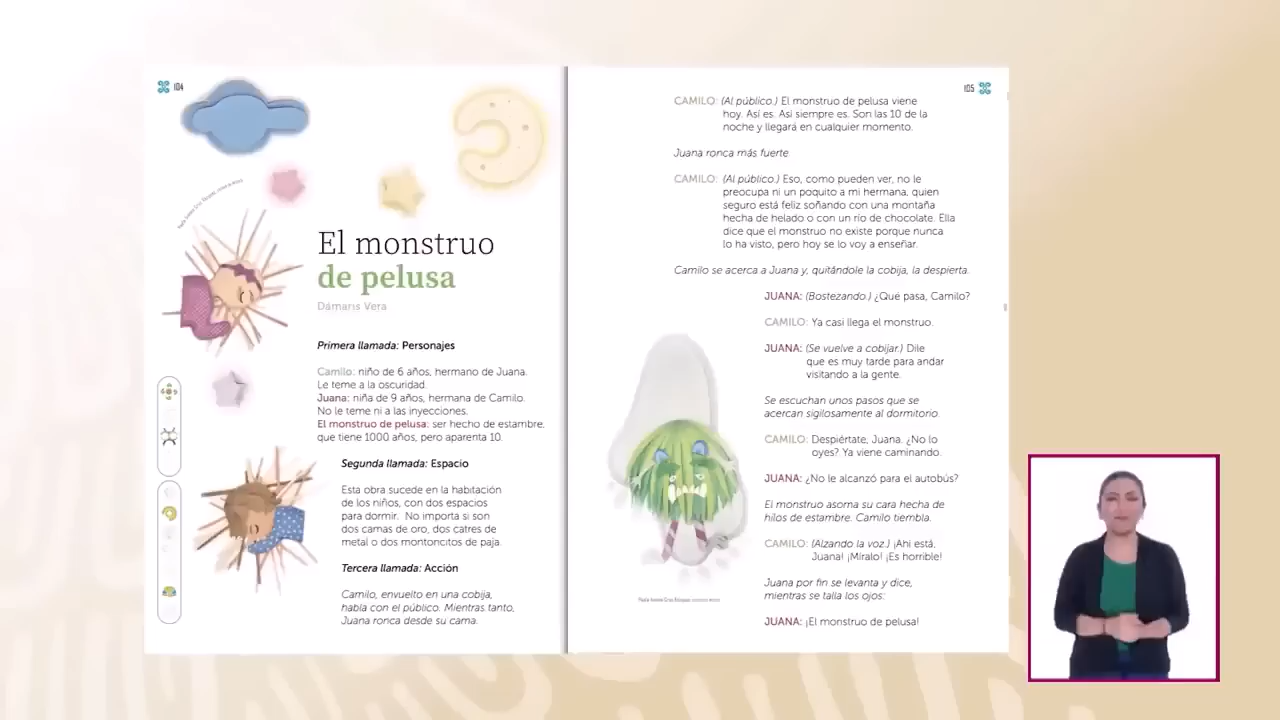 104
El monstruo
de pelusa
Dámaris Vera
Primera llamada: Personajes
Camilo: niño de 6 años, hermano de Juana.
Le teme a la oscuridad.
Juana: niña de 9 años, hermana de Camilo.
No le teme ni a las inyecciones.
El monstruo de pelusa: ser hecho de estambre,
que tiene 1000 años, pero aparenta 10.
Segunda llamada: Espacio
Esta obra sucede en la habitación
de los niños, con dos espacios
para dormir. No importa si son
dos camas de oro, dos catres de
metal o dos montoncitos de paja.
Tercera llamada: Acción
Camilo, envuelto en una cobija,
habla con el público. Mientras tanto,
Juana ronca desde su cama.
105
CAMILO: (Al público.) El monstruo de pelusa viene
hoy. Así es. Así siempre es. Son las 10 de la
noche y llegará en cualquier momento.
Juana ronca más fuerte
CAMILO: (Al público.) Eso, como pueden ver, no le
preocupa ni un poquito a mi hermana, quien
seguro está feliz soñando con una montaña
hecha de helado o con un río de chocolate. Ella
dice que el monstruo no existe porque nunca
lo ha visto, pero hoy se lo voy a enseñar.
Camilo se acerca a Juana y, quitándole la cobija, la despierta.
JUANA: (Bostezando.) ¿Qué pasa, Camilo?
CAMILO: Ya casi llega el monstruo.
JUANA: (Se vuelve a cobijar.) Dile
que es muy tarde para andar
visitando a la gente.
Se escuchan unos pasos que se
acercan sigilosamente al dormitorio.
CAMILO: Despiértate, Juana. ¿No lo
oyes? Ya viene caminando.
JUANA: ¿No le alcanzó para el autobús?
El monstruo asoma su cara hecha de
hilos de estambre. Camilo tiembla.
CAMILO: (Alzando la voz.) ¡Ahí está,
Juana! ¡Míralo! ¡Es horrible!
Juana por fin se levanta y dice,
mientras se talla los ojos:
JUANA: ¡El monstruo de pelusa!